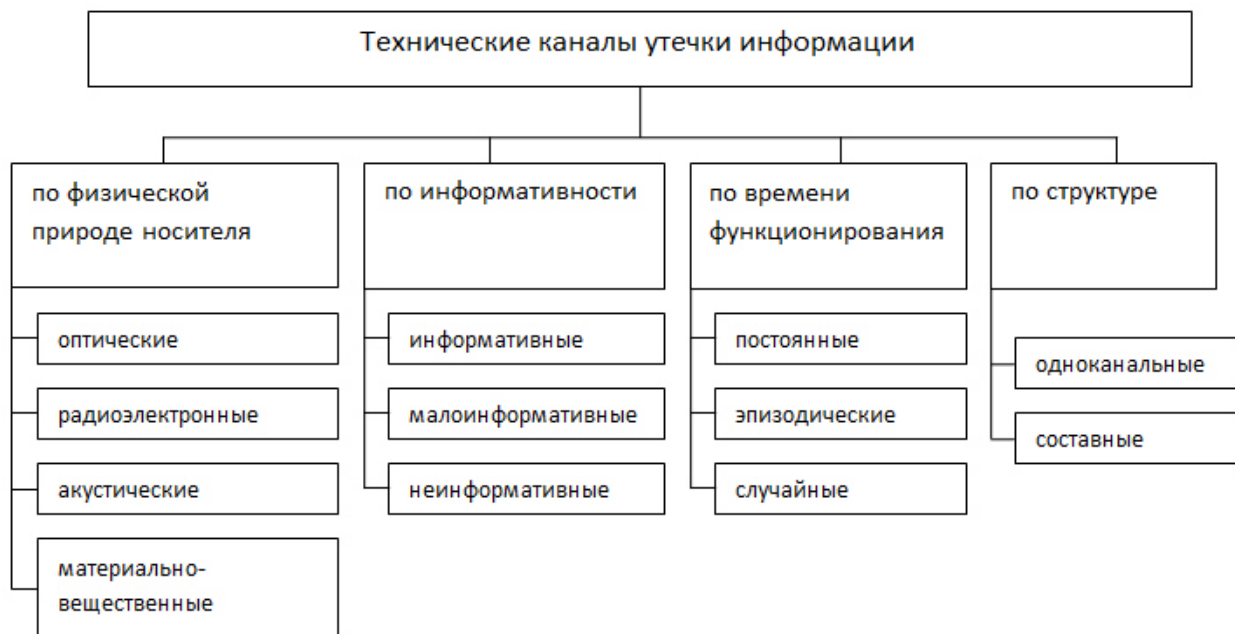 Технические каналы утечки информации
по физической
природе носителя
оптические
радиоэлектронные
акустические
материально-
вещественные
по информативности
информативные
малоинформативные
неинформативные
по времени
функционирования
постоянные
эпизодические
случайные
по структуре
одноканальные
составные